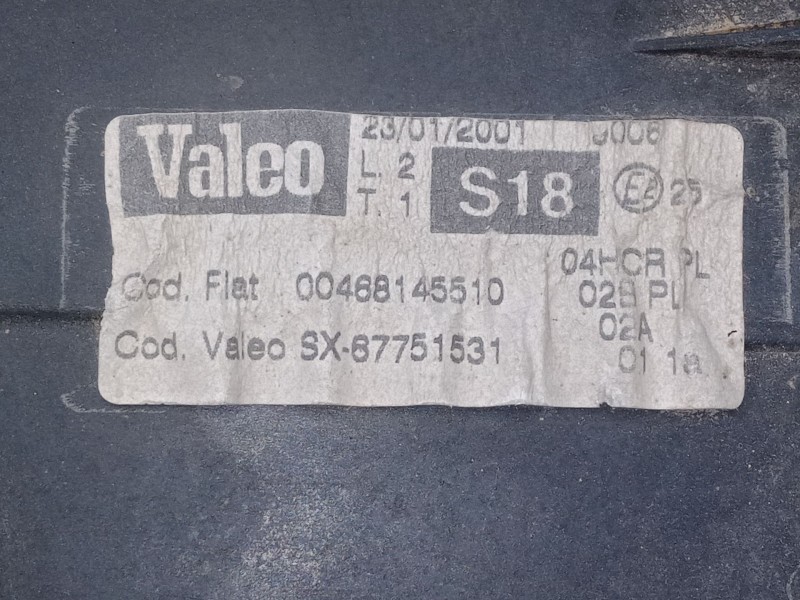 Valeo
23/01/2001 0006
L. 2
T. 1
S18
25
Cod. Fiat 00468145510
Cod. Valeo SX-67751531
04HCR PL
02B PL
02A
01 1a